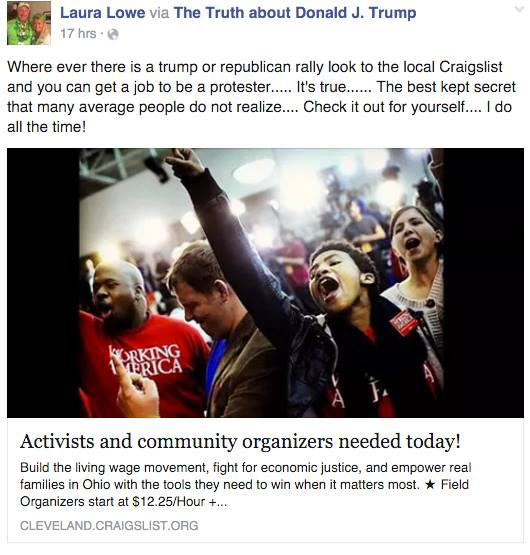 Laura Lowe via The Truth about Donald J. Trump
17 hrs ·
Where ever there is a trump or republican rally look to the local Craigslist
and you can get a job to be a protester..... It's true...... The best kept secret
that many average people do not realize.... Check it out for yourself.... I do
all the time!
WORKING
AMERICA
Activists and community organizers needed today!
Build the living wage movement, fight for economic justice, and empower real
families in Ohio with the tools they need to win when it matters most. ★ Field
Organizers start at $12.25/Hour +...
CLEVELAND.CRAIGSLIST.ORG